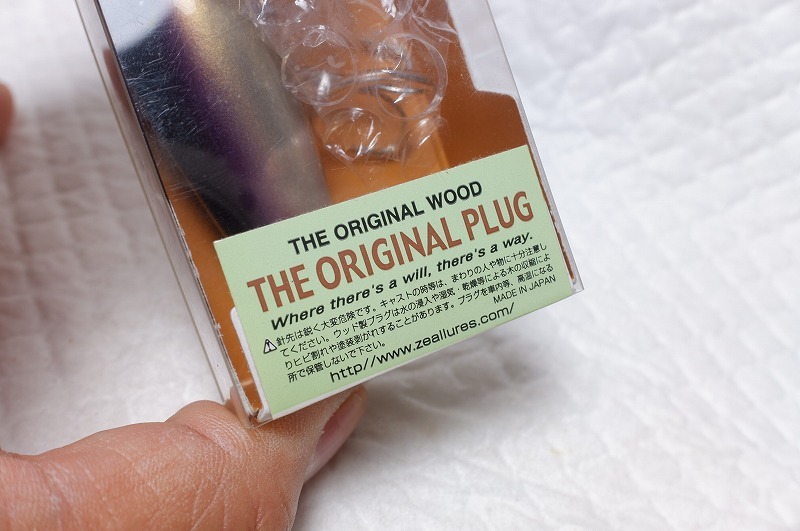 THE ORIGINAL WOOD
THE ORIGINAL PLUG
Where there's a will, there's a way.
⚠針先は鋭く大変危険です。キャストの時等は、まわりの人や物に十分注意し
てください。ウッド製プラグは水の浸入や湿気・乾燥等による木の収縮によ
りヒビ割れや塗装剥がれすることがあります。プラグを車内等、高温になる
所で保管しないで下さい。
MADE IN JAPAN
http//www.zeallures.com/